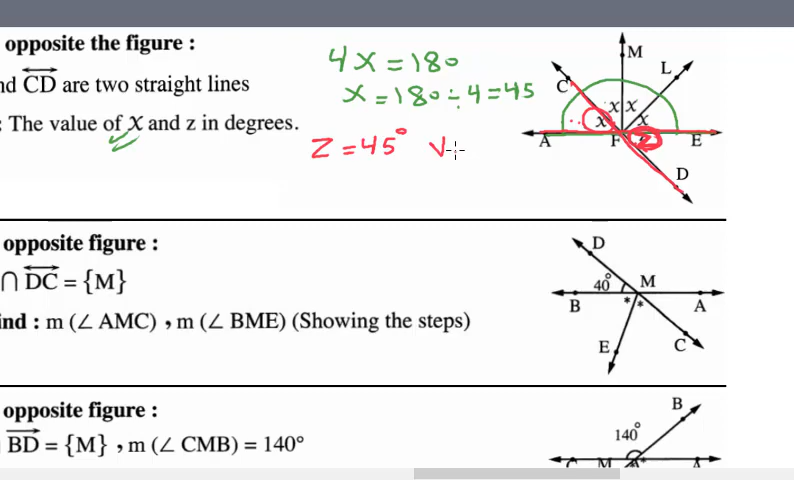 opposite the figure :
nd CD are two straight lines
: The value of x and z in degrees.
4x = 180
x = 180 ÷ 4 = 45
z = 45° V
M
L
C
x x
x x
A F z E
D
opposite figure :
∩ DC = {M}
ind : m (∠ AMC) , m (∠ BME) (Showing the steps)
D
40° M
B * * A
E C
opposite figure :
BD = {M} , m (∠ CMB) = 140°
B
140°
C M A